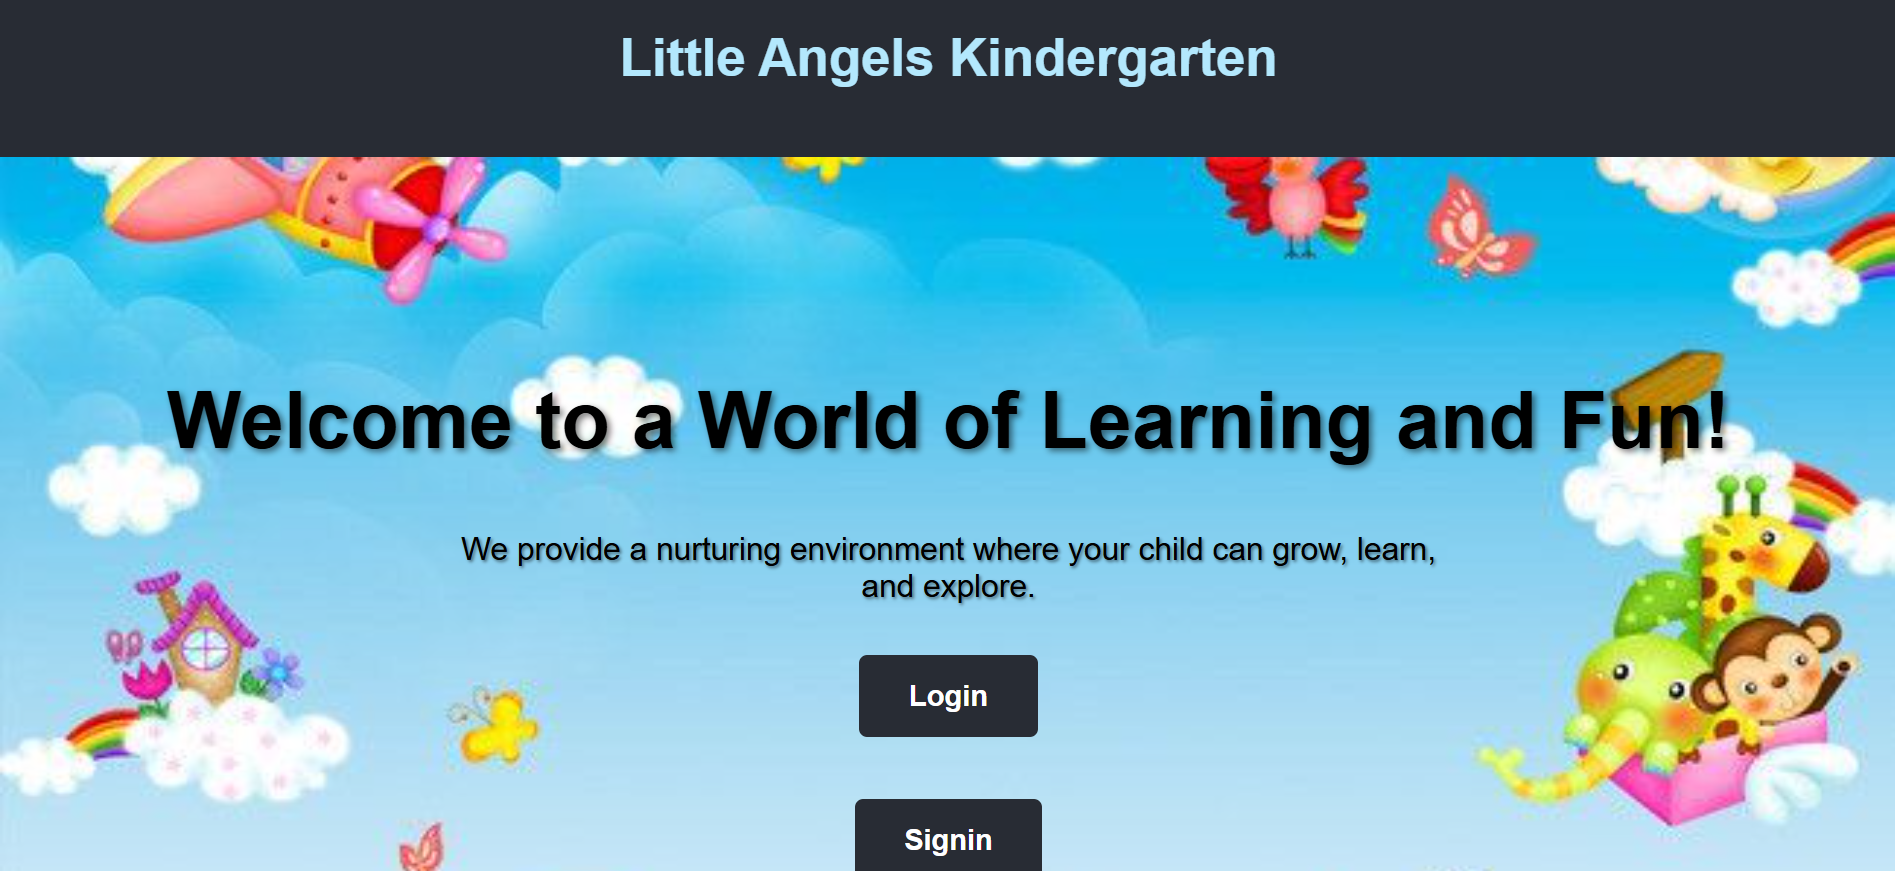 Little Angels Kindergarten
Welcome to a World of Learning and Fun!
We provide a nurturing environment where your child can grow, learn,
and explore.
Login
Signin